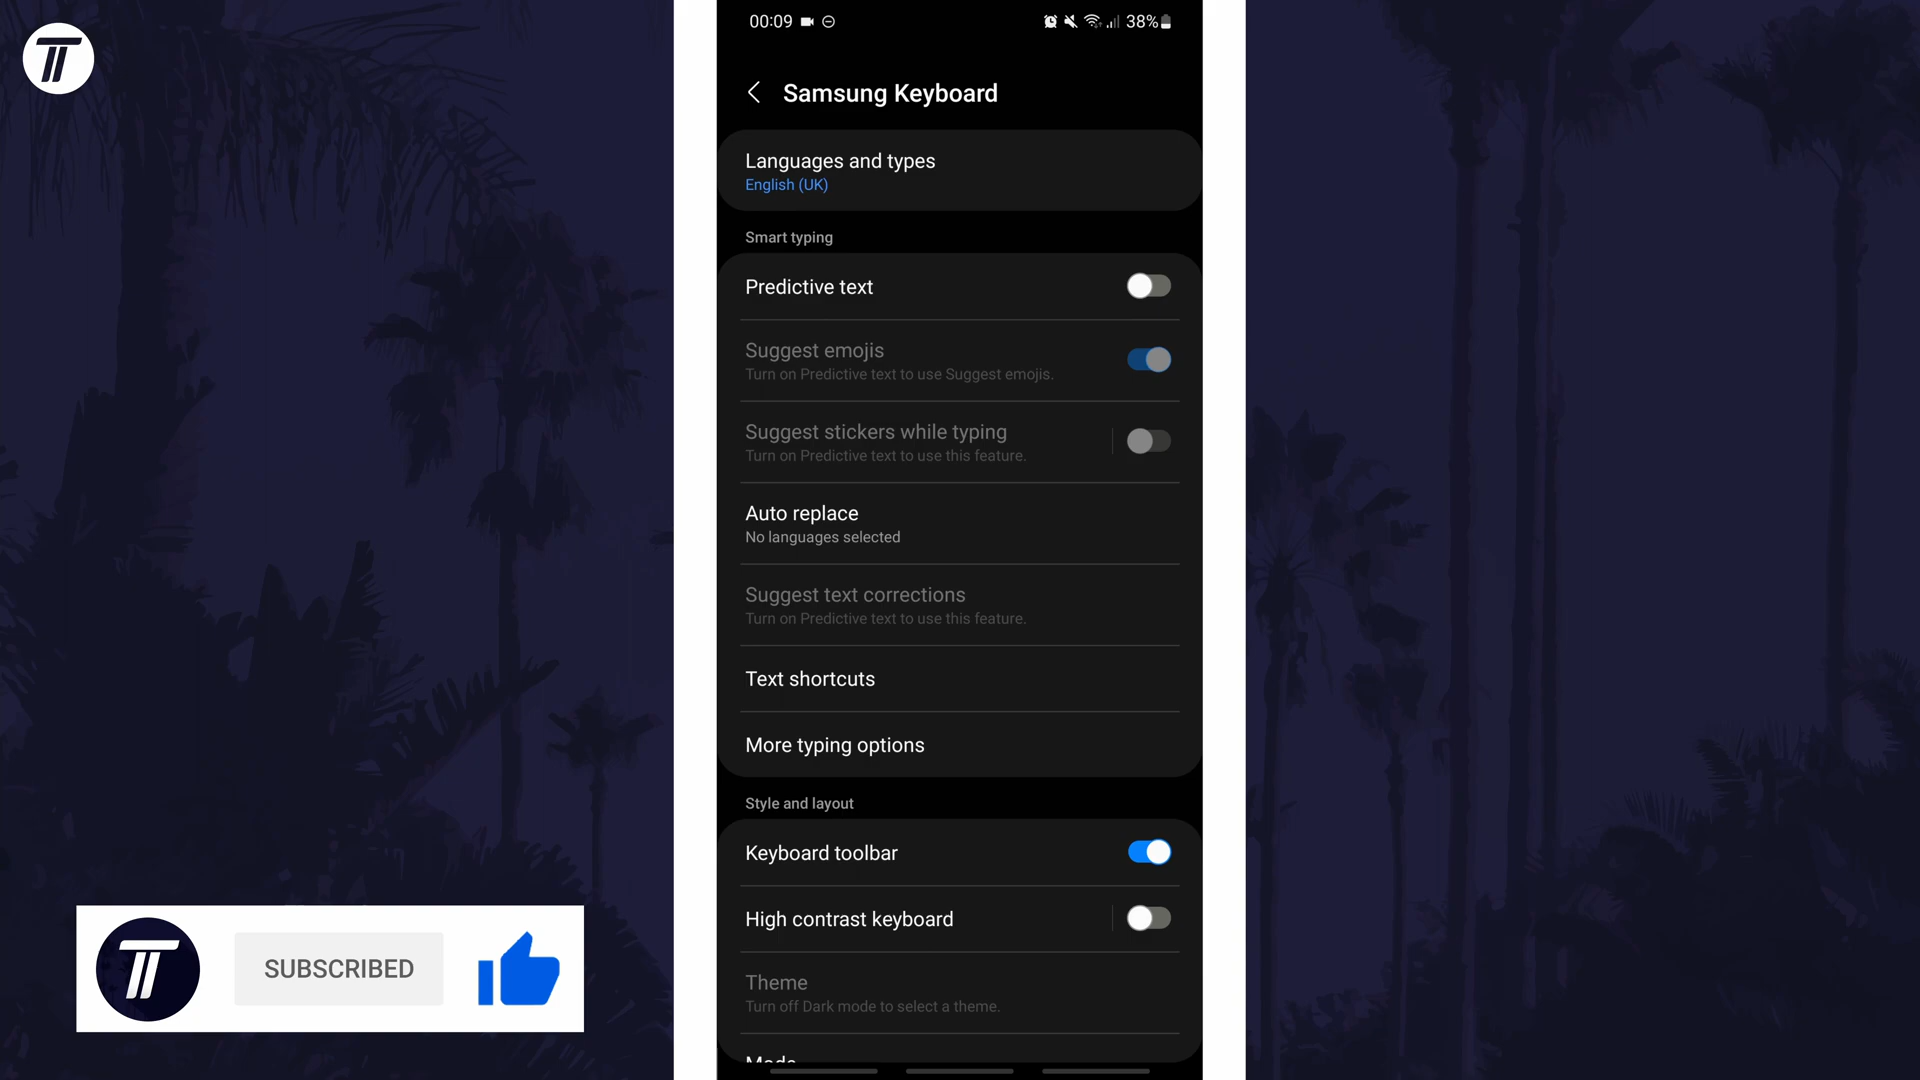 00:09
38%
Samsung Keyboard
Languages and types
English (UK)
Smart typing
Predictive text
Suggest emojis
Turn on Predictive text to use Suggest emojis.
Suggest stickers while typing
Turn on Predictive text to use this feature.
Auto replace
No languages selected
Suggest text corrections
Turn on Predictive text to use this feature.
Text shortcuts
More typing options
Style and layout
Keyboard toolbar
High contrast keyboard
Theme
Turn off Dark mode to select a theme.
Mode
SUBSCRIBED